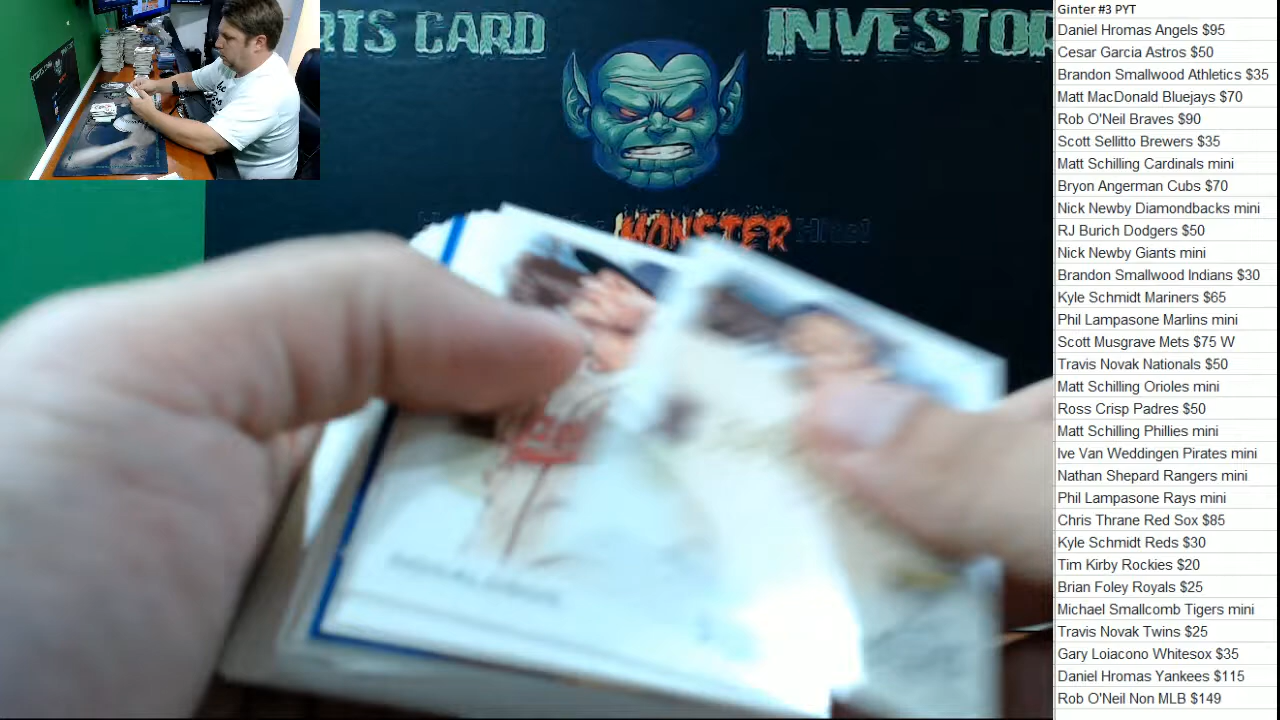 RTS CARD INVESTOR
MONSTER
Ginter #3 PYT
Daniel Hromas Angels $95
Cesar Garcia Astros $50
Brandon Smallwood Athletics $35
Matt MacDonald Bluejays $70
Rob O'Neil Braves $90
Scott Sellitto Brewers $35
Matt Schilling Cardinals mini
Bryon Angerman Cubs $70
Nick Newby Diamondbacks mini
RJ Burich Dodgers $50
Nick Newby Giants mini
Brandon Smallwood Indians $30
Kyle Schmidt Mariners $65
Phil Lampasone Marlins mini
Scott Musgrave Mets $75 W
Travis Novak Nationals $50
Matt Schilling Orioles mini
Ross Crisp Padres $50
Matt Schilling Phillies mini
Ive Van Weddingen Pirates mini
Nathan Shepard Rangers mini
Phil Lampasone Rays mini
Chris Thrane Red Sox $85
Kyle Schmidt Reds $30
Tim Kirby Rockies $20
Brian Foley Royals $25
Michael Smallcomb Tigers mini
Travis Novak Twins $25
Gary Loiacono Whitesox $35
Daniel Hromas Yankees $115
Rob O'Neil Non MLB $149